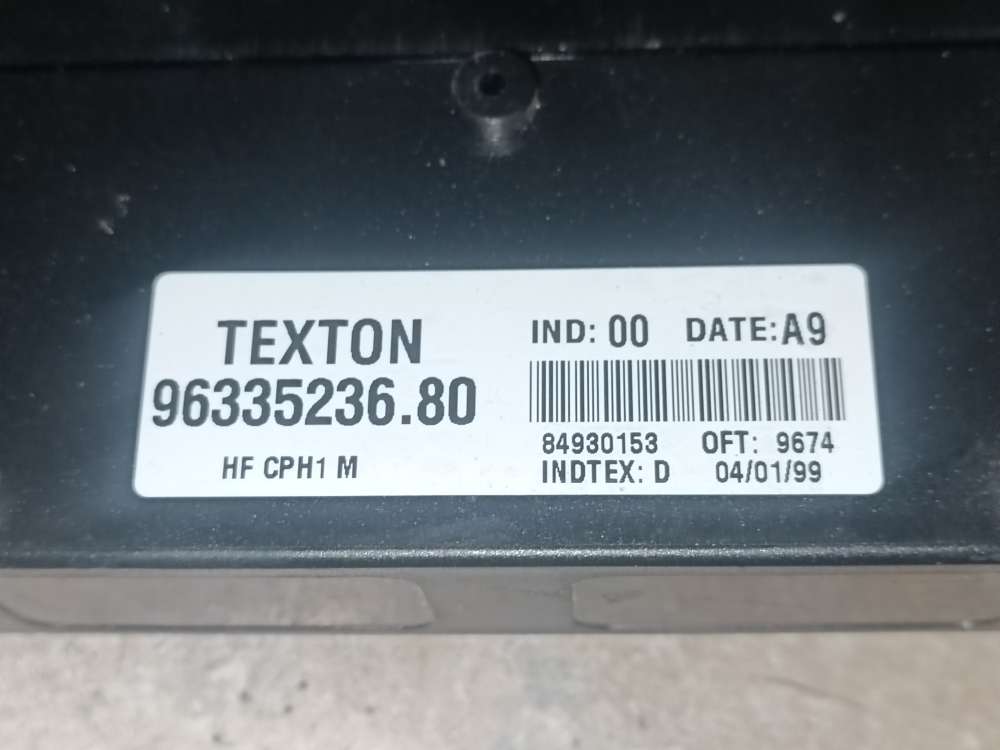 TEXTON
96335236.80
HF CPH1 M
IND: 00 DATE: A9
84930153 OFT: 9674
INDTEX: D 04/01/99